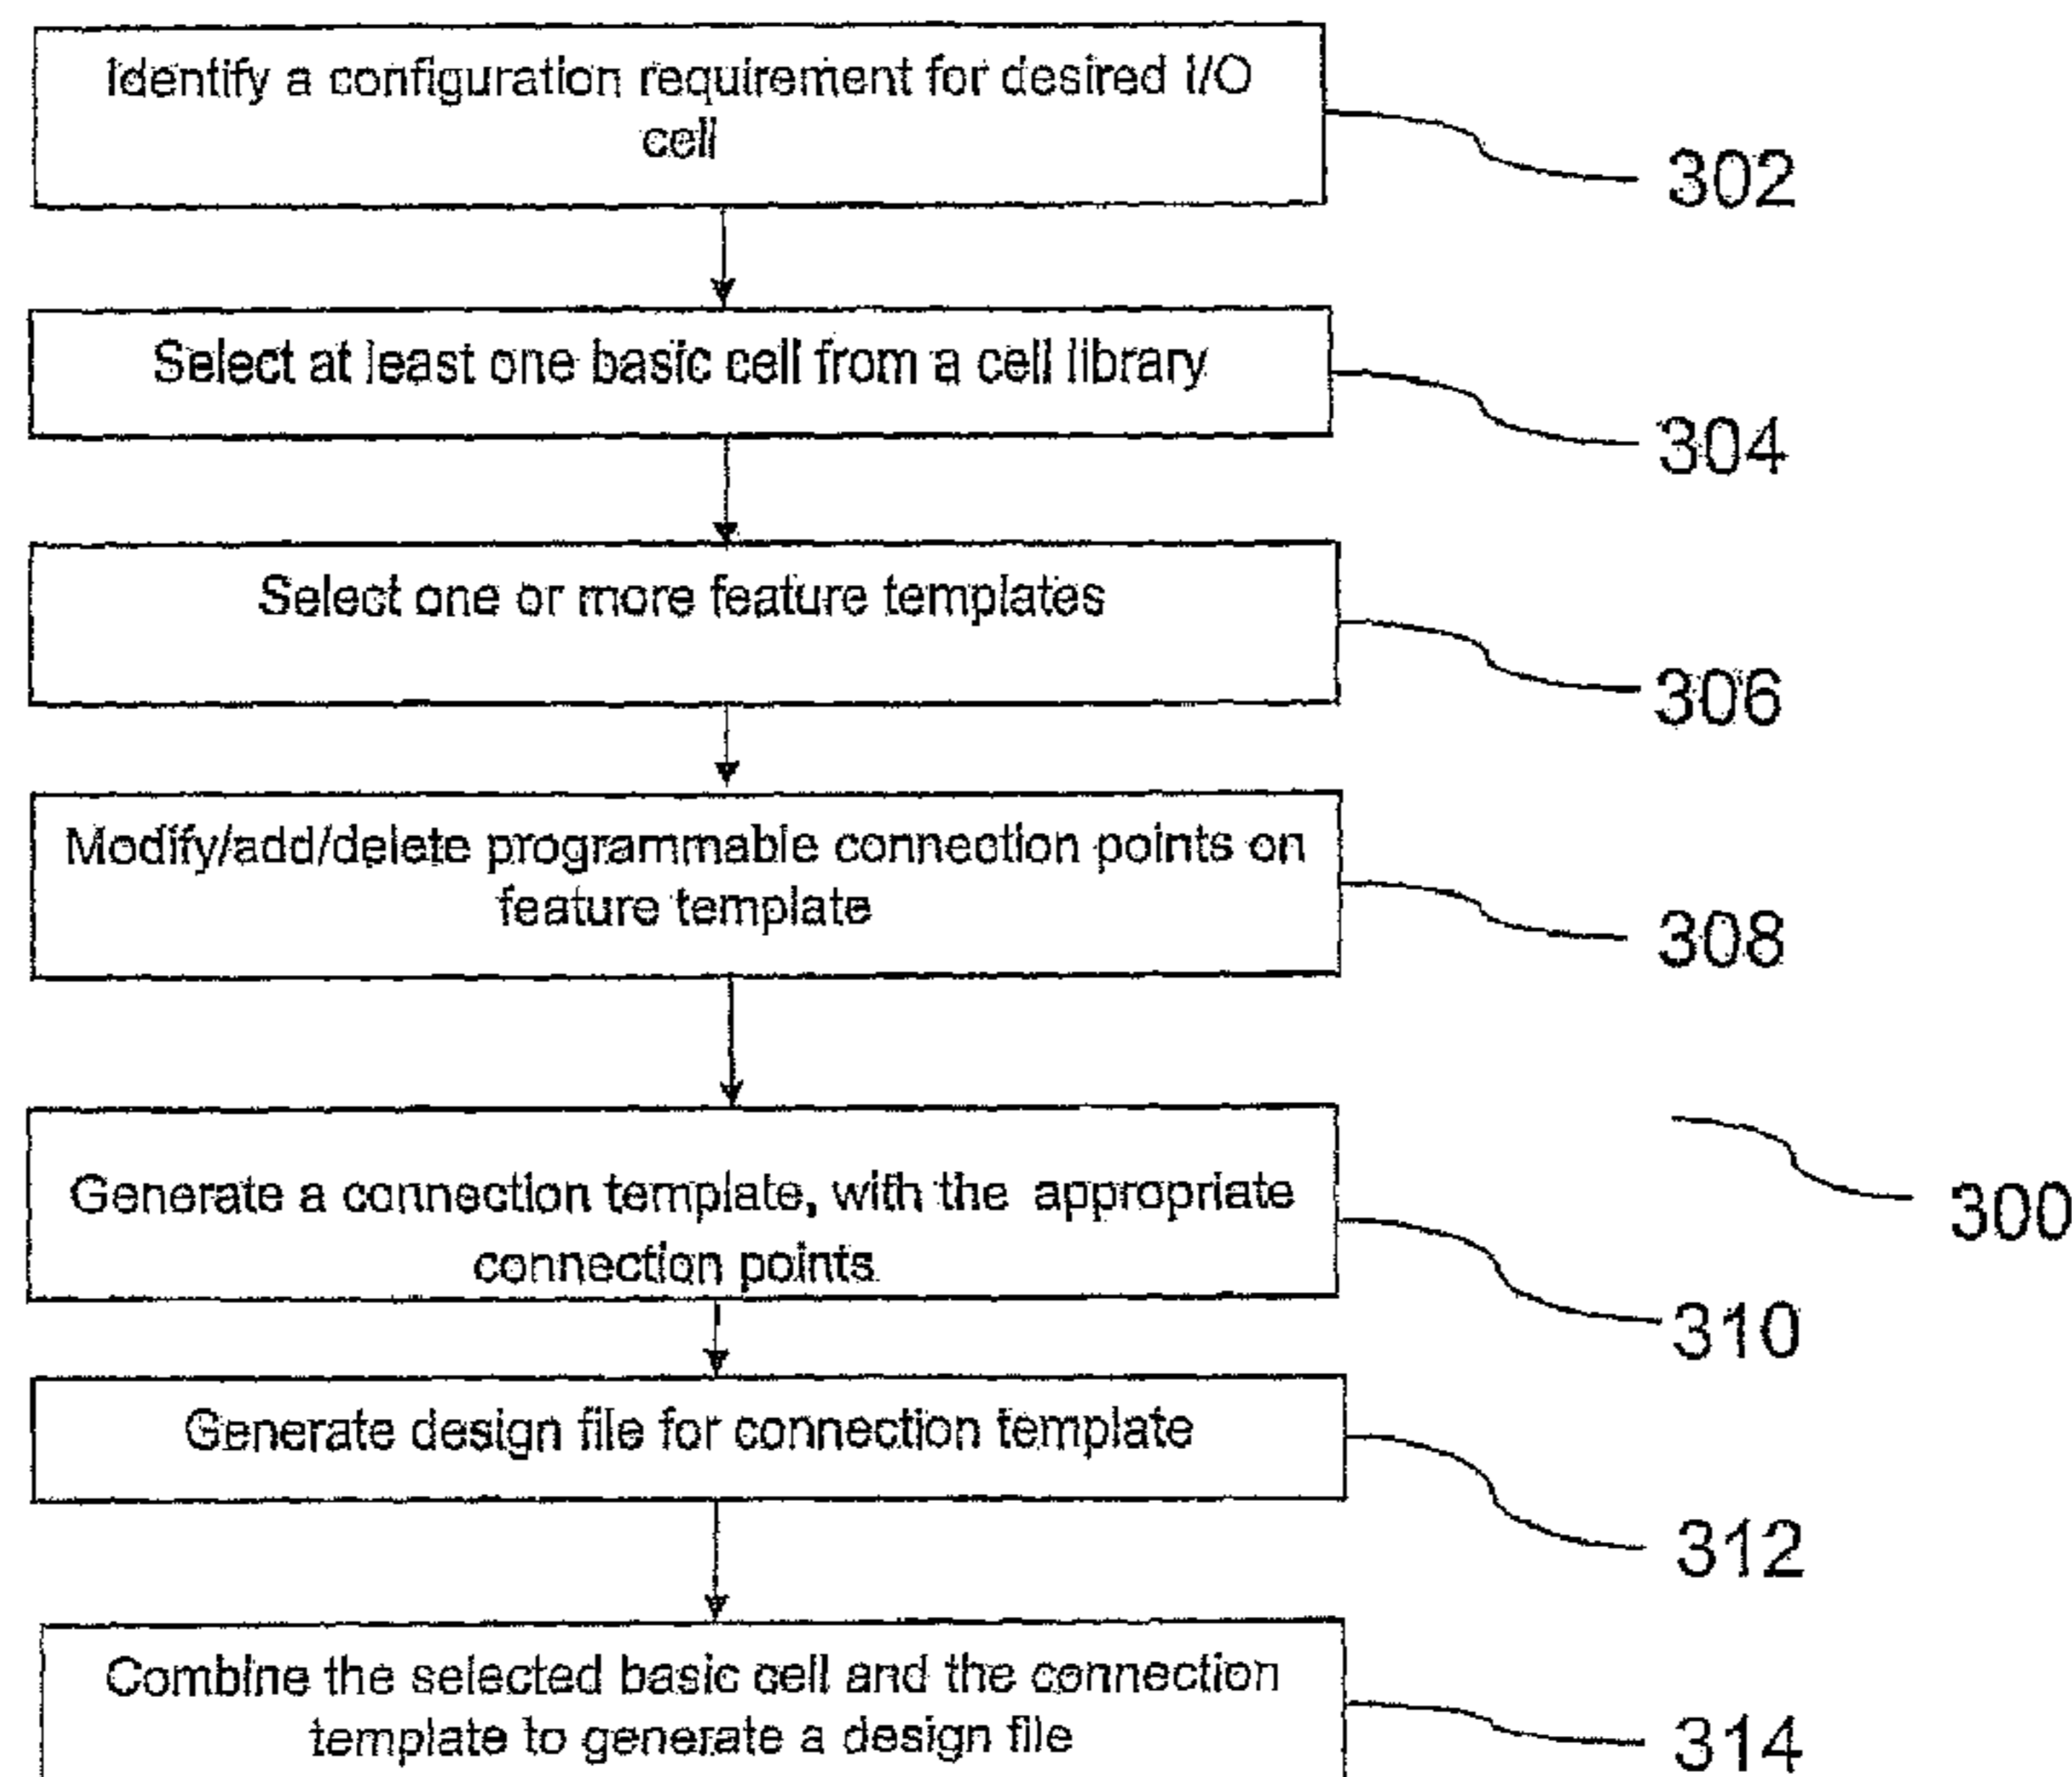 Identify a configuration requirement for desired I/O
cell
302
Select at least one basic cell from a cell library
304
Select one or more feature templates
306
Modify/add/delete programmable connection points on
feature template
308
300
Generate a connection template, with the appropriate
connection points
310
Generate design file for connection template
312
Combine the selected basic cell and the connection
template to generate a design file
314